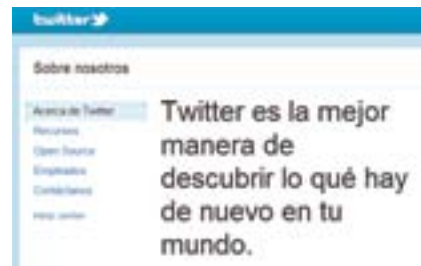 twitter
Sobre nosotros
Acerca de Twitter
Recursos
Open Source
Empleados
Contáctanos
Twitter es la mejor
manera de
descubrir lo qué hay
de nuevo en tu
mundo.